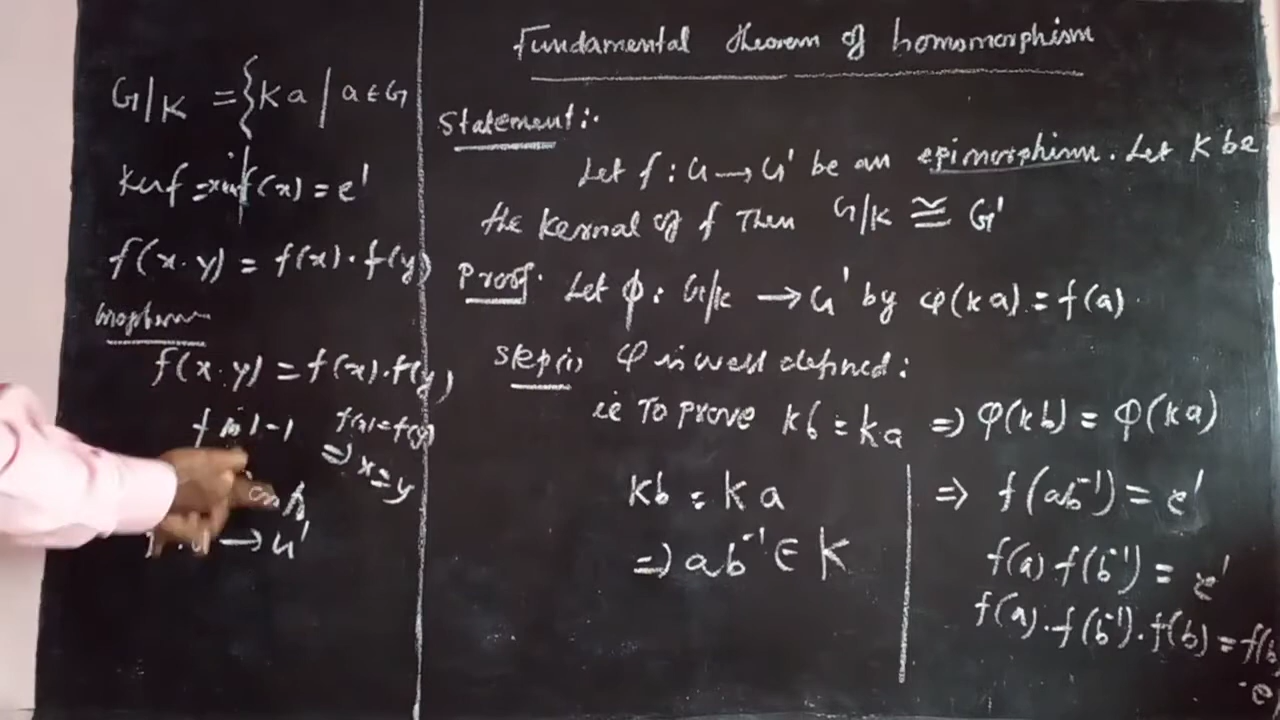 Fundamental theorem of homomorphism
G/K = { Ka / a ∈ G
Kerf = f(x) = e'
f(x.y) = f(x).f(y)
f(x.y) = f(x).f(y)
f is 1-1 f(x) = f(y)
⇒ x = y
onto
→ G'
Statement:
Let f : G → G' be an epimorphism. Let K be
the Kernal of f Then G/K ≅ G'
Proof. Let ϕ : G/K → G' by φ(Ka) = f(a).
Step (i) φ is well defined:
ie To prove Kb = Ka ⇒ φ(Kb) = φ(Ka)
Kb = Ka
⇒ ab⁻¹ ∈ K
⇒ f(ab⁻¹) = e'
f(a) f(b⁻¹) = e'
f(a).f(b⁻¹).f(b) = f(b
e